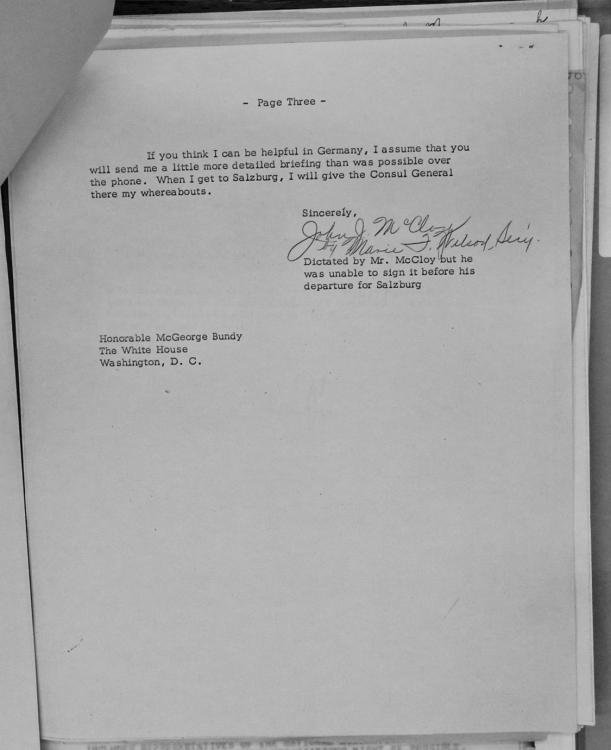 - Page Three -
If you think I can be helpful in Germany, I assume that you
will send me a little more detailed briefing than was possible over
the phone. When I get to Salzburg, I will give the Consul General
there my whereabouts.
Sincerely,
John J. McCloy
by Marie T. Sec'y.
Dictated by Mr. McCloy but he
was unable to sign it before his
departure for Salzburg
Honorable McGeorge Bundy
The White House
Washington, D. C.